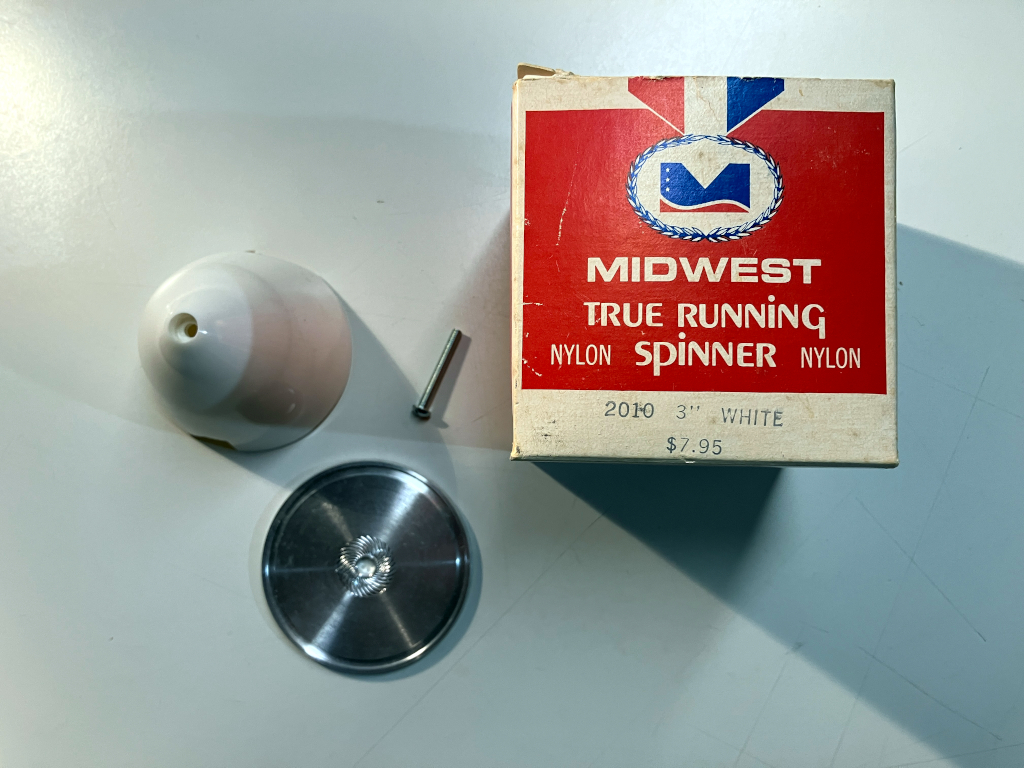 MIDWEST
TRUE RUNNING
NYLON SPINNER NYLON
2010 3" WHITE
$7.95